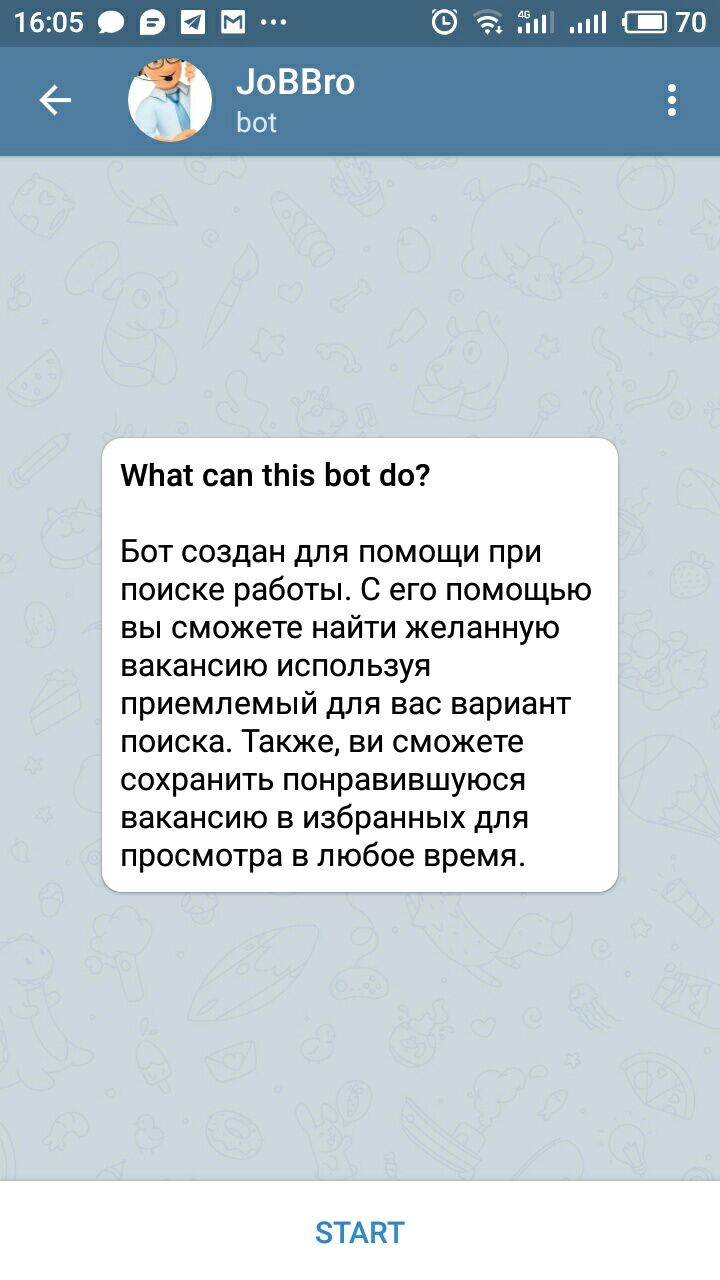 16:05
4G
70
JoBBro
bot
What can this bot do?
Бот создан для помощи при
поиске работы. С его помощью
вы сможете найти желанную
вакансию используя
приемлемый для вас вариант
поиска. Также, ви сможете
сохранить понравившуюся
вакансию в избранных для
просмотра в любое время.
START